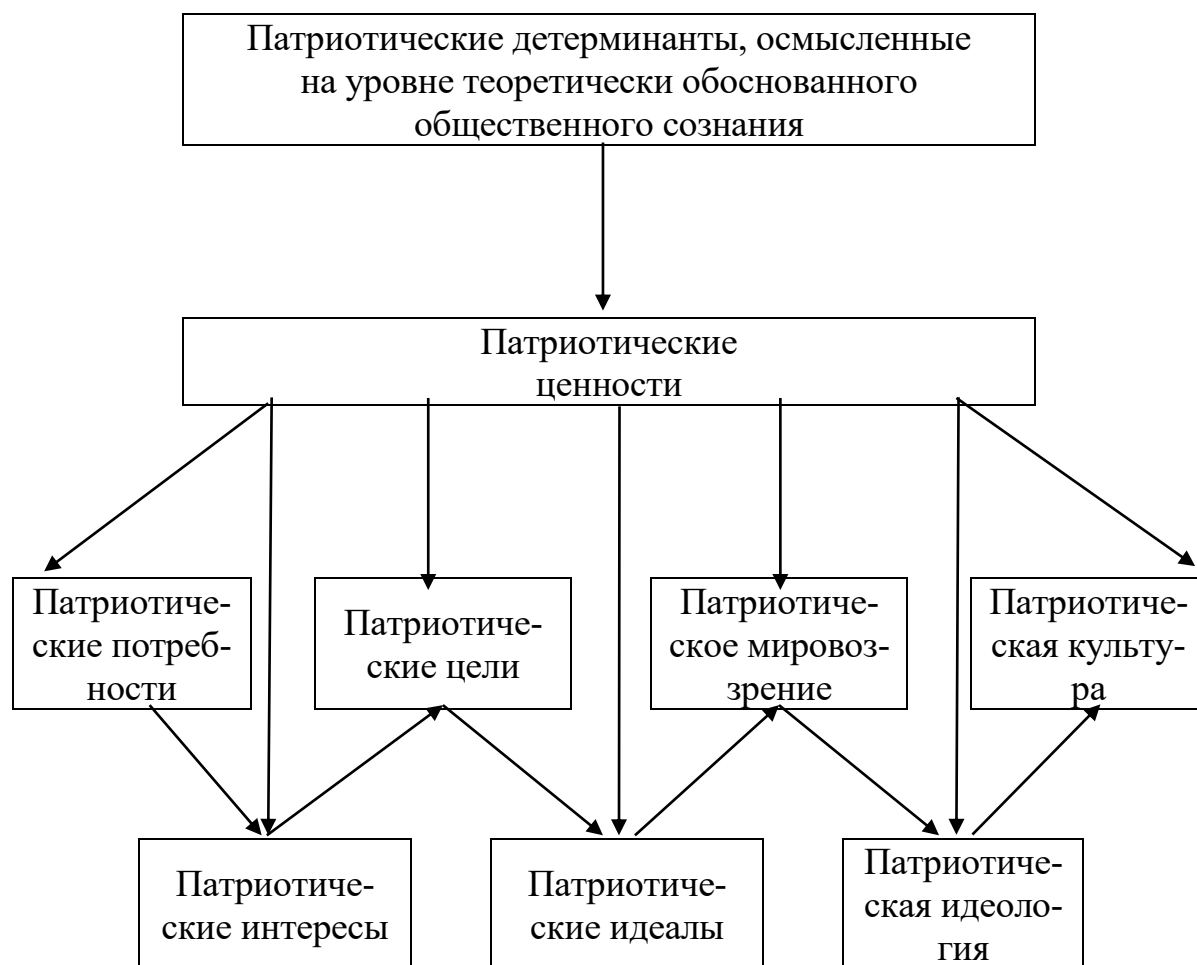 Патриотические детерминанты, осмысленные
на уровне теоретически обоснованного
общественного сознания
Патриотические
ценности
Патриотиче-
ские потреб-
ности
Патриотиче-
ские цели
Патриотиче-
ское мировоз-
зрение
Патриотиче-
ская культу-
ра
Патриотиче-
ские интересы
Патриотиче-
ские идеалы
Патриотиче-
ская идеоло-
гия